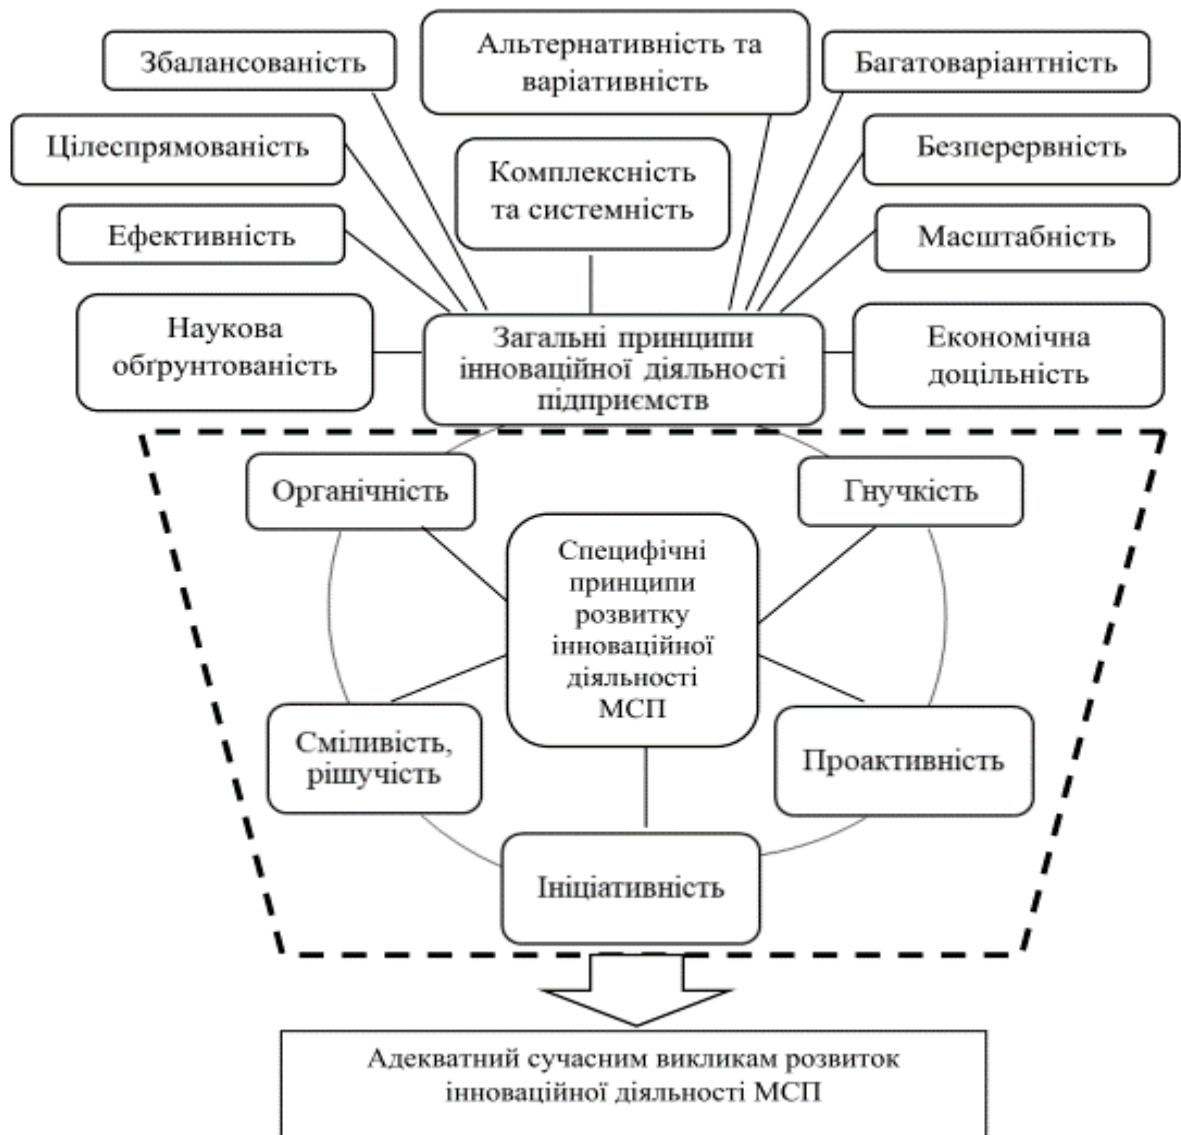 Збалансованість
Альтернативність та
варіативність
Багатоваріантність
Цілеспрямованість
Комплексність
та системність
Безперервність
Ефективність
Масштабність
Наукова
обґрунтованість
Загальні принципи
інноваційної діяльності
підприємств
Економічна
доцільність
Органічність
Гнучкість
Специфічні
принципи
розвитку
інноваційної
діяльності
МСП
Сміливість,
рішучість
Проактивність
Ініціативність
Адекватний сучасним викликам розвиток
інноваційної діяльності МСП